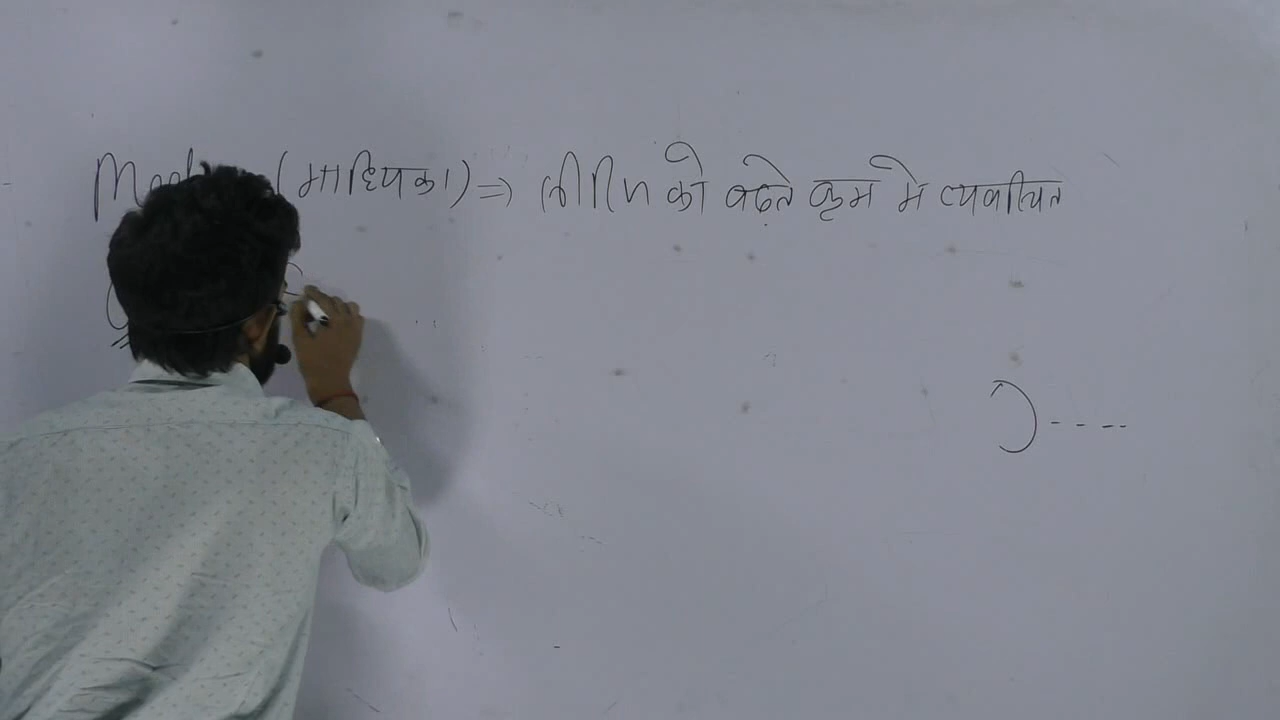 (माध्यिका) => सीरिज को बढ़ते क्रम मे व्यवस्थित